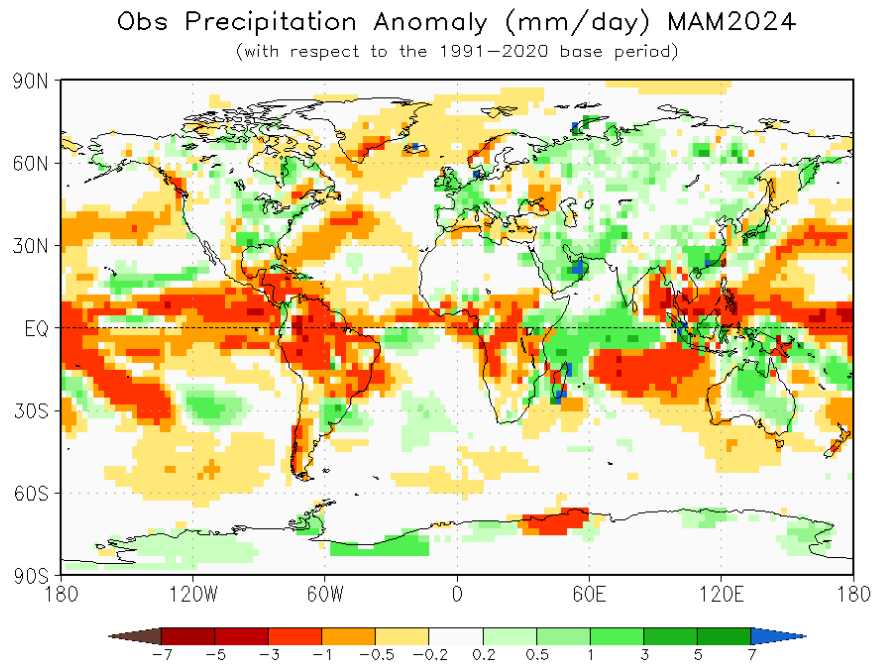 Obs Precipitation Anomaly (mm/day) MAM2024
(with respect to the 1991–2020 base period)
90N
60N
30N
EQ
30S
60S
90S
180 120W 60W 0 60E 120E 180
−7 −5 −3 −1 −0.5 −0.2 0.2 0.5 1 3 5 7